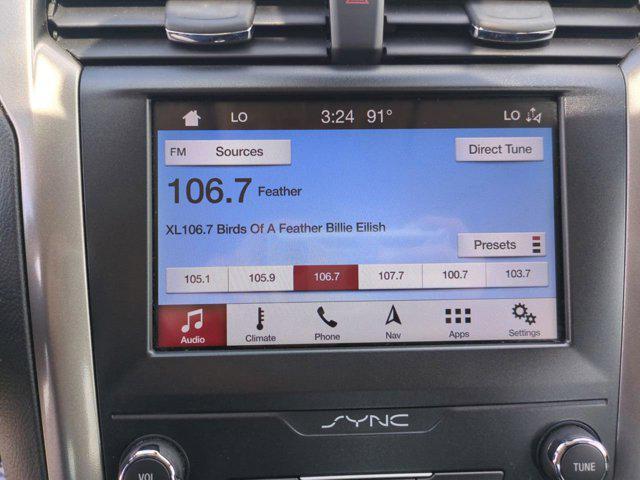 LO 3:24 91° LO
FM Sources Direct Tune
106.7 Feather
XL106.7 Birds Of A Feather Billie Eilish
Presets
105.1 105.9 106.7 107.7 100.7 103.7
Audio Climate Phone Nav Apps Settings
SYNC
VOL TUNE